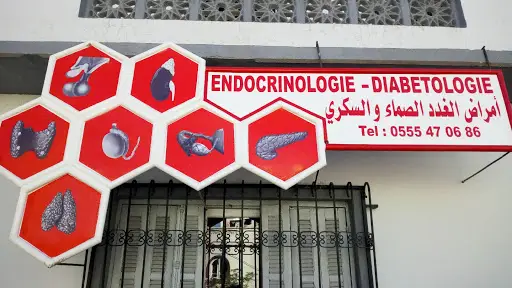 ENDOCRINOLOGIE - DIABETOLOGIE
أمراض الغدد الصماء والسكري
Tel : 0555 47 06 86